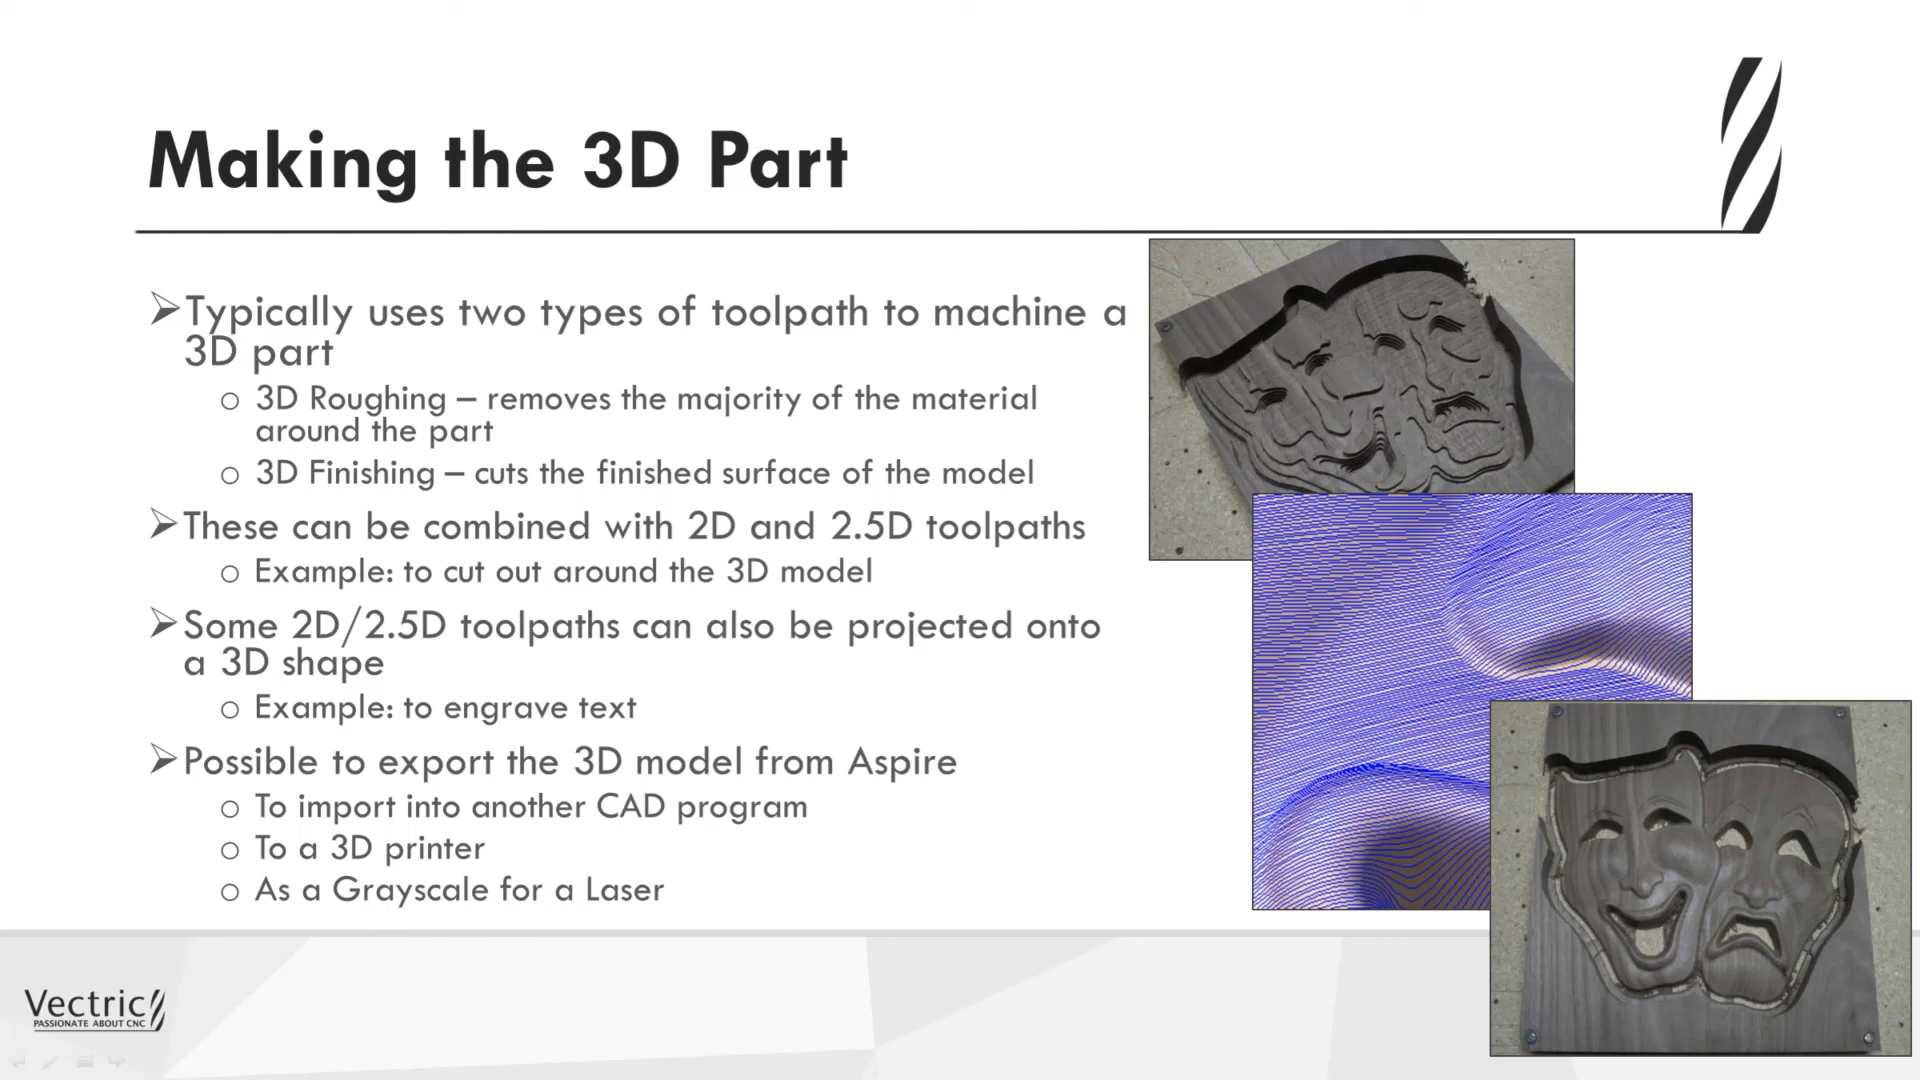 Making the 3D Part
➢Typically uses two types of toolpath to machine a
3D part
o 3D Roughing – removes the majority of the material
around the part
o 3D Finishing – cuts the finished surface of the model
➢These can be combined with 2D and 2.5D toolpaths
o Example: to cut out around the 3D model
➢Some 2D/2.5D toolpaths can also be projected onto
a 3D shape
o Example: to engrave text
➢Possible to export the 3D model from Aspire
o To import into another CAD program
o To a 3D printer
o As a Grayscale for a Laser
Vectric
PASSIONATE ABOUT CNC